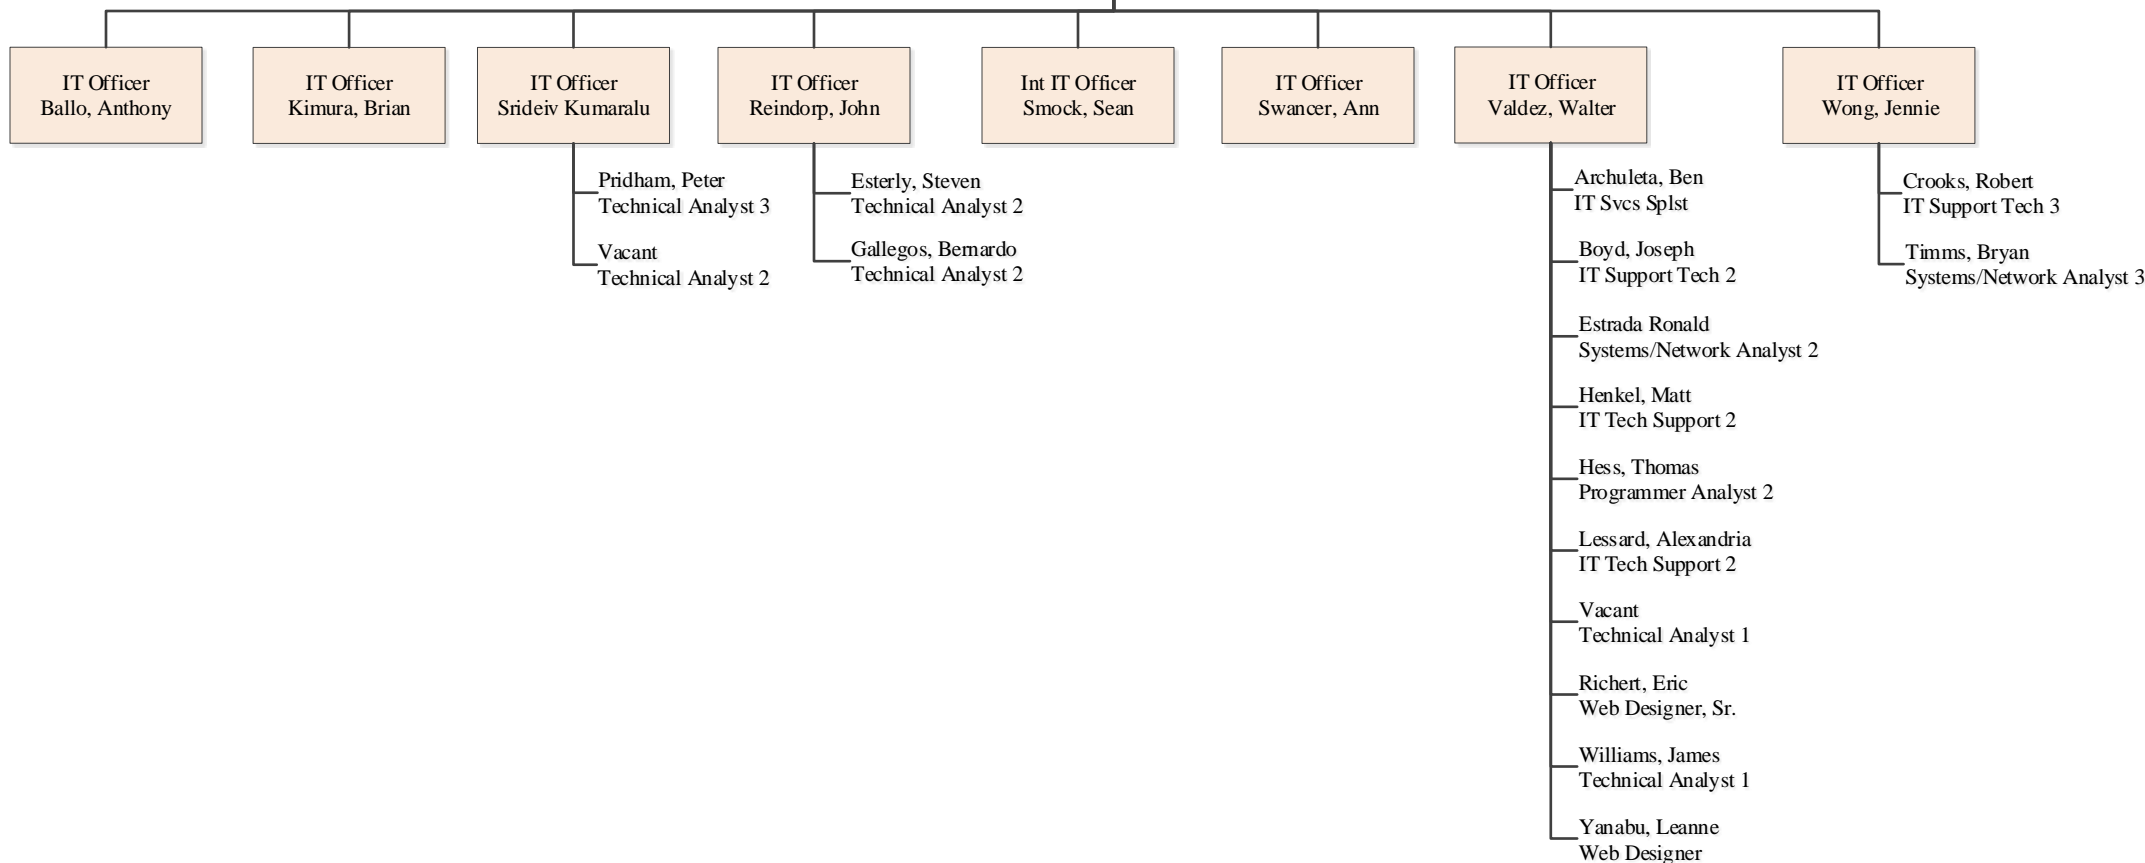 IT Officer
Ballo, Anthony
IT Officer
Kimura, Brian
IT Officer
Srideiv Kumaralu
Pridham, Peter
Technical Analyst 3
Vacant
Technical Analyst 2
IT Officer
Reindorp, John
Esterly, Steven
Technical Analyst 2
Gallegos, Bernardo
Technical Analyst 2
Int IT Officer
Smock, Sean
IT Officer
Swancer, Ann
IT Officer
Valdez, Walter
Archuleta, Ben
IT Svcs Splst
Boyd, Joseph
IT Support Tech 2
Estrada Ronald
Systems/Network Analyst 2
Henkel, Matt
IT Tech Support 2
Hess, Thomas
Programmer Analyst 2
Lessard, Alexandria
IT Tech Support 2
Vacant
Technical Analyst 1
Richert, Eric
Web Designer, Sr.
Williams, James
Technical Analyst 1
Yanabu, Leanne
Web Designer
IT Officer
Wong, Jennie
Crooks, Robert
IT Support Tech 3
Timms, Bryan
Systems/Network Analyst 3